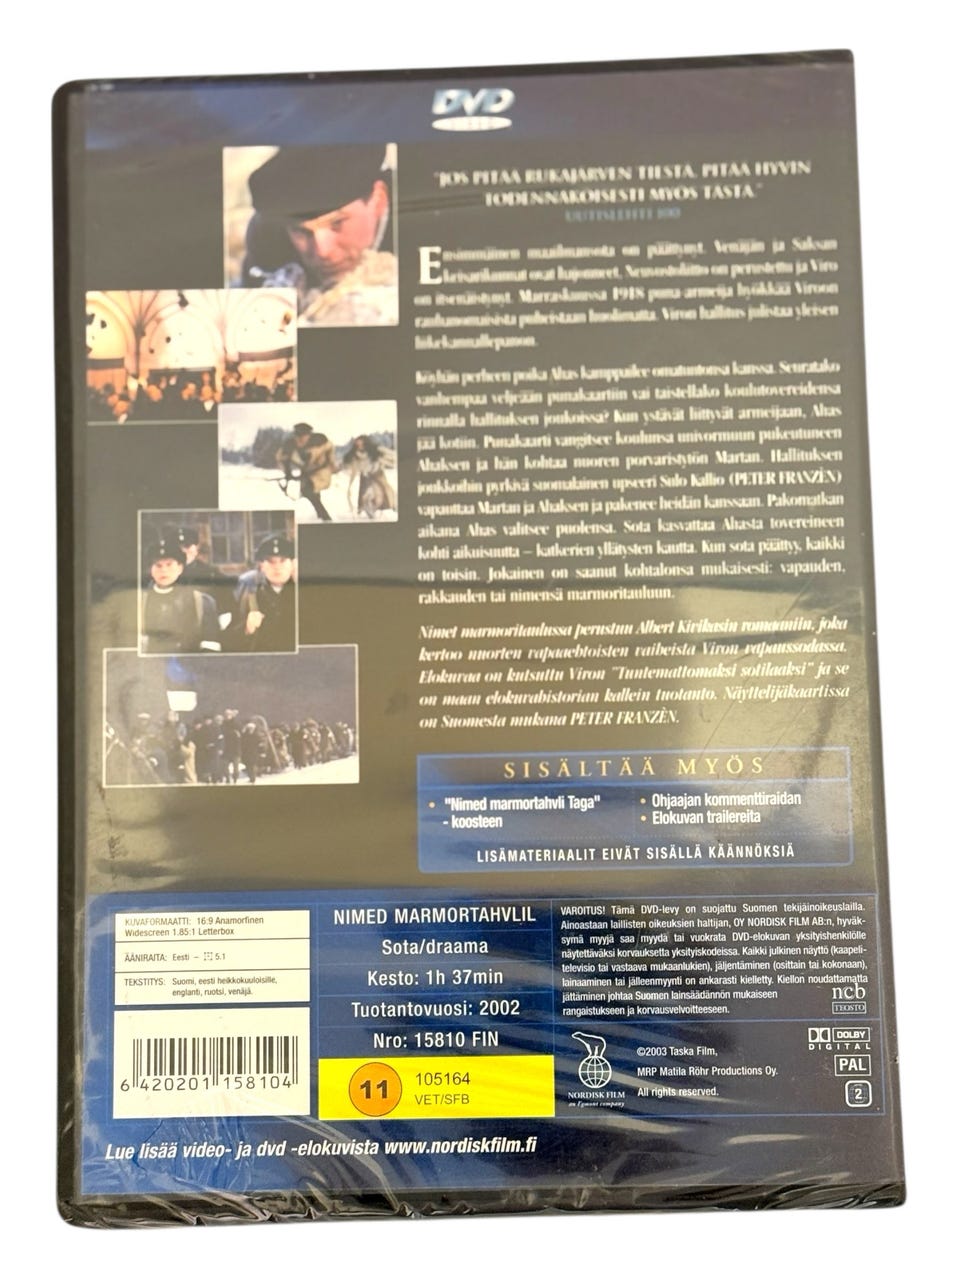 DVD
VIDEO
"JOS PITÄÄ RUKAJÄRVEN TIESTÄ, PITÄÄ HYVIN
TODENNÄKÖISESTI MYÖS TÄSTÄ."
UUTISLEHTI 100
Ensimmäinen maailmansota on päättynyt. Venäjän ja Saksan
keisarikunnat ovat hajonneet. Neuvostoliitto on perustettu ja Viro
on itsenäistynyt. Marraskuussa 1918 puna-armeija hyökkää Viroon
rauhanomaisista puheistaan huolimatta. Viron hallitus julistaa yleisen
liikekannallepanon.
Köyhän perheen poika Ahas kamppailee omatuntonsa kanssa. Seuratako
vanhempaa veljeään punakaartiin vai taistellako koulutovereidensa
rinnalla hallituksen joukoissa? Kun ystävät liittyvät armeijaan, Ahas
jää kotiin. Punakaarti vangitsee koulunsa univormuun pukeutuneen
Ahaksen ja hän kohtaa nuoren porvaristytön Martan. Hallituksen
joukkoihin pyrkivä suomalainen upseeri Sulo Kallio (PETER FRANZÈN)
vapauttaa Martan ja Ahaksen ja pakenee heidän kanssaan. Pakomatkan
aikana Ahas valitsee puolensa. Sota kasvattaa Ahasta tovereineen
kohti aikuisuutta – katkerien yllätysten kautta. Kun sota päättyy, kaikki
on toisin. Jokainen on saanut kohtalonsa mukaisesti: vapauden,
rakkauden tai nimensä marmoritauluun.
Nimet marmoritaulussa perustuu Albert Kivikasin romaaniin, joka
kertoo nuorten vapaaehtoisten vaiheista Viron vapaussodassa.
Elokuvaa on kutsuttu Viron "Tuntemattomaksi sotilaaksi" ja se
on maan elokuvahistorian kallein tuotanto. Näyttelijäkaartissa
on Suomesta mukana PETER FRANZÈN.
SISÄLTÄÄ MYÖS
• "Nimed marmortahvli Taga"
- koosteen
• Ohjaajan kommenttiraidan
• Elokuvan trailereita
LISÄMATERIAALIT EIVÄT SISÄLLÄ KÄÄNNÖKSIÄ
KUVAFORMAATTI: 16:9 Anamorfinen
Widescreen 1.85:1 Letterbox
ÄÄNIRAITA: Eesti – 5.1
TEKSTITYS: Suomi, eesti heikkokuuloisille,
englanti, ruotsi, venäjä.
6 420201 158104
NIMED MARMORTAHVLIL
Sota/draama
Kesto: 1h 37min
Tuotantovuosi: 2002
Nro: 15810 FIN
11
105164
VET/SFB
VAROITUS! Tämä DVD-levy on suojattu Suomen tekijäinoikeuslailla.
Ainoastaan laillisten oikeuksien haltijan, OY NORDISK FILM AB:n, hyväk-
symä myyjä saa myydä tai vuokrata DVD-elokuvan yksityishenkilölle
näytettäväksi korvauksetta yksityiskodeissa. Kaikki julkinen näyttö (kaapeli-
televisio tai vastaava mukaanlukien), jäljentäminen (osittain tai kokonaan),
lainaaminen tai jälleenmyynti on ankarasti kielletty. Kiellon noudattamatta
jättäminen johtaa Suomen lainsäädännön mukaiseen
rangaistukseen ja korvausvelvoitteeseen.
ncb
TEOSTO
NORDISK FILM
an Egmont company
©2003 Taska Film,
MRP Matila Röhr Productions Oy.
All rights reserved.
DOLBY
DIGITAL
PAL
2
Lue lisää video- ja dvd -elokuvista www.nordiskfilm.fi